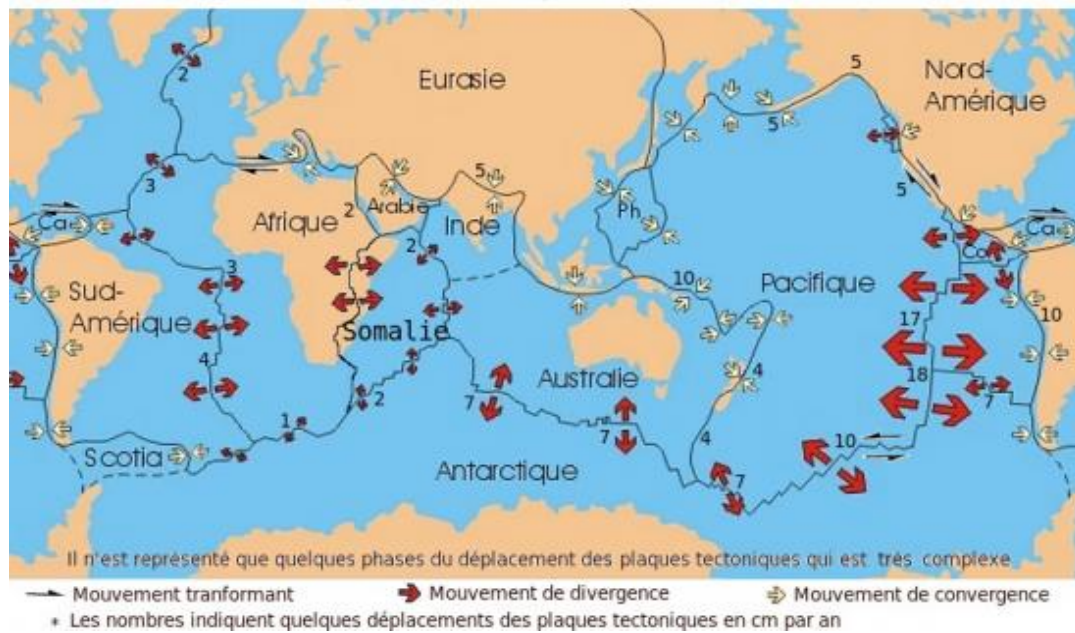 Eurasie
Nord-
Amérique
2
5
5
3
5
5
Ca
Afrique
2
Arabie
Inde
Ph
Ca
Co
2
3
10
Pacifique
Sud-
Amérique
17
10
Somalie
4
18
4
Australie
7
2
7
7
1
4
10
Scotia
Antarctique
7
Il n'est représenté que quelques phases du déplacement des plaques tectoniques qui est très complexe
Mouvement tranformant
Mouvement de divergence
Mouvement de convergence
* Les nombres indiquent quelques déplacements des plaques tectoniques en cm par an